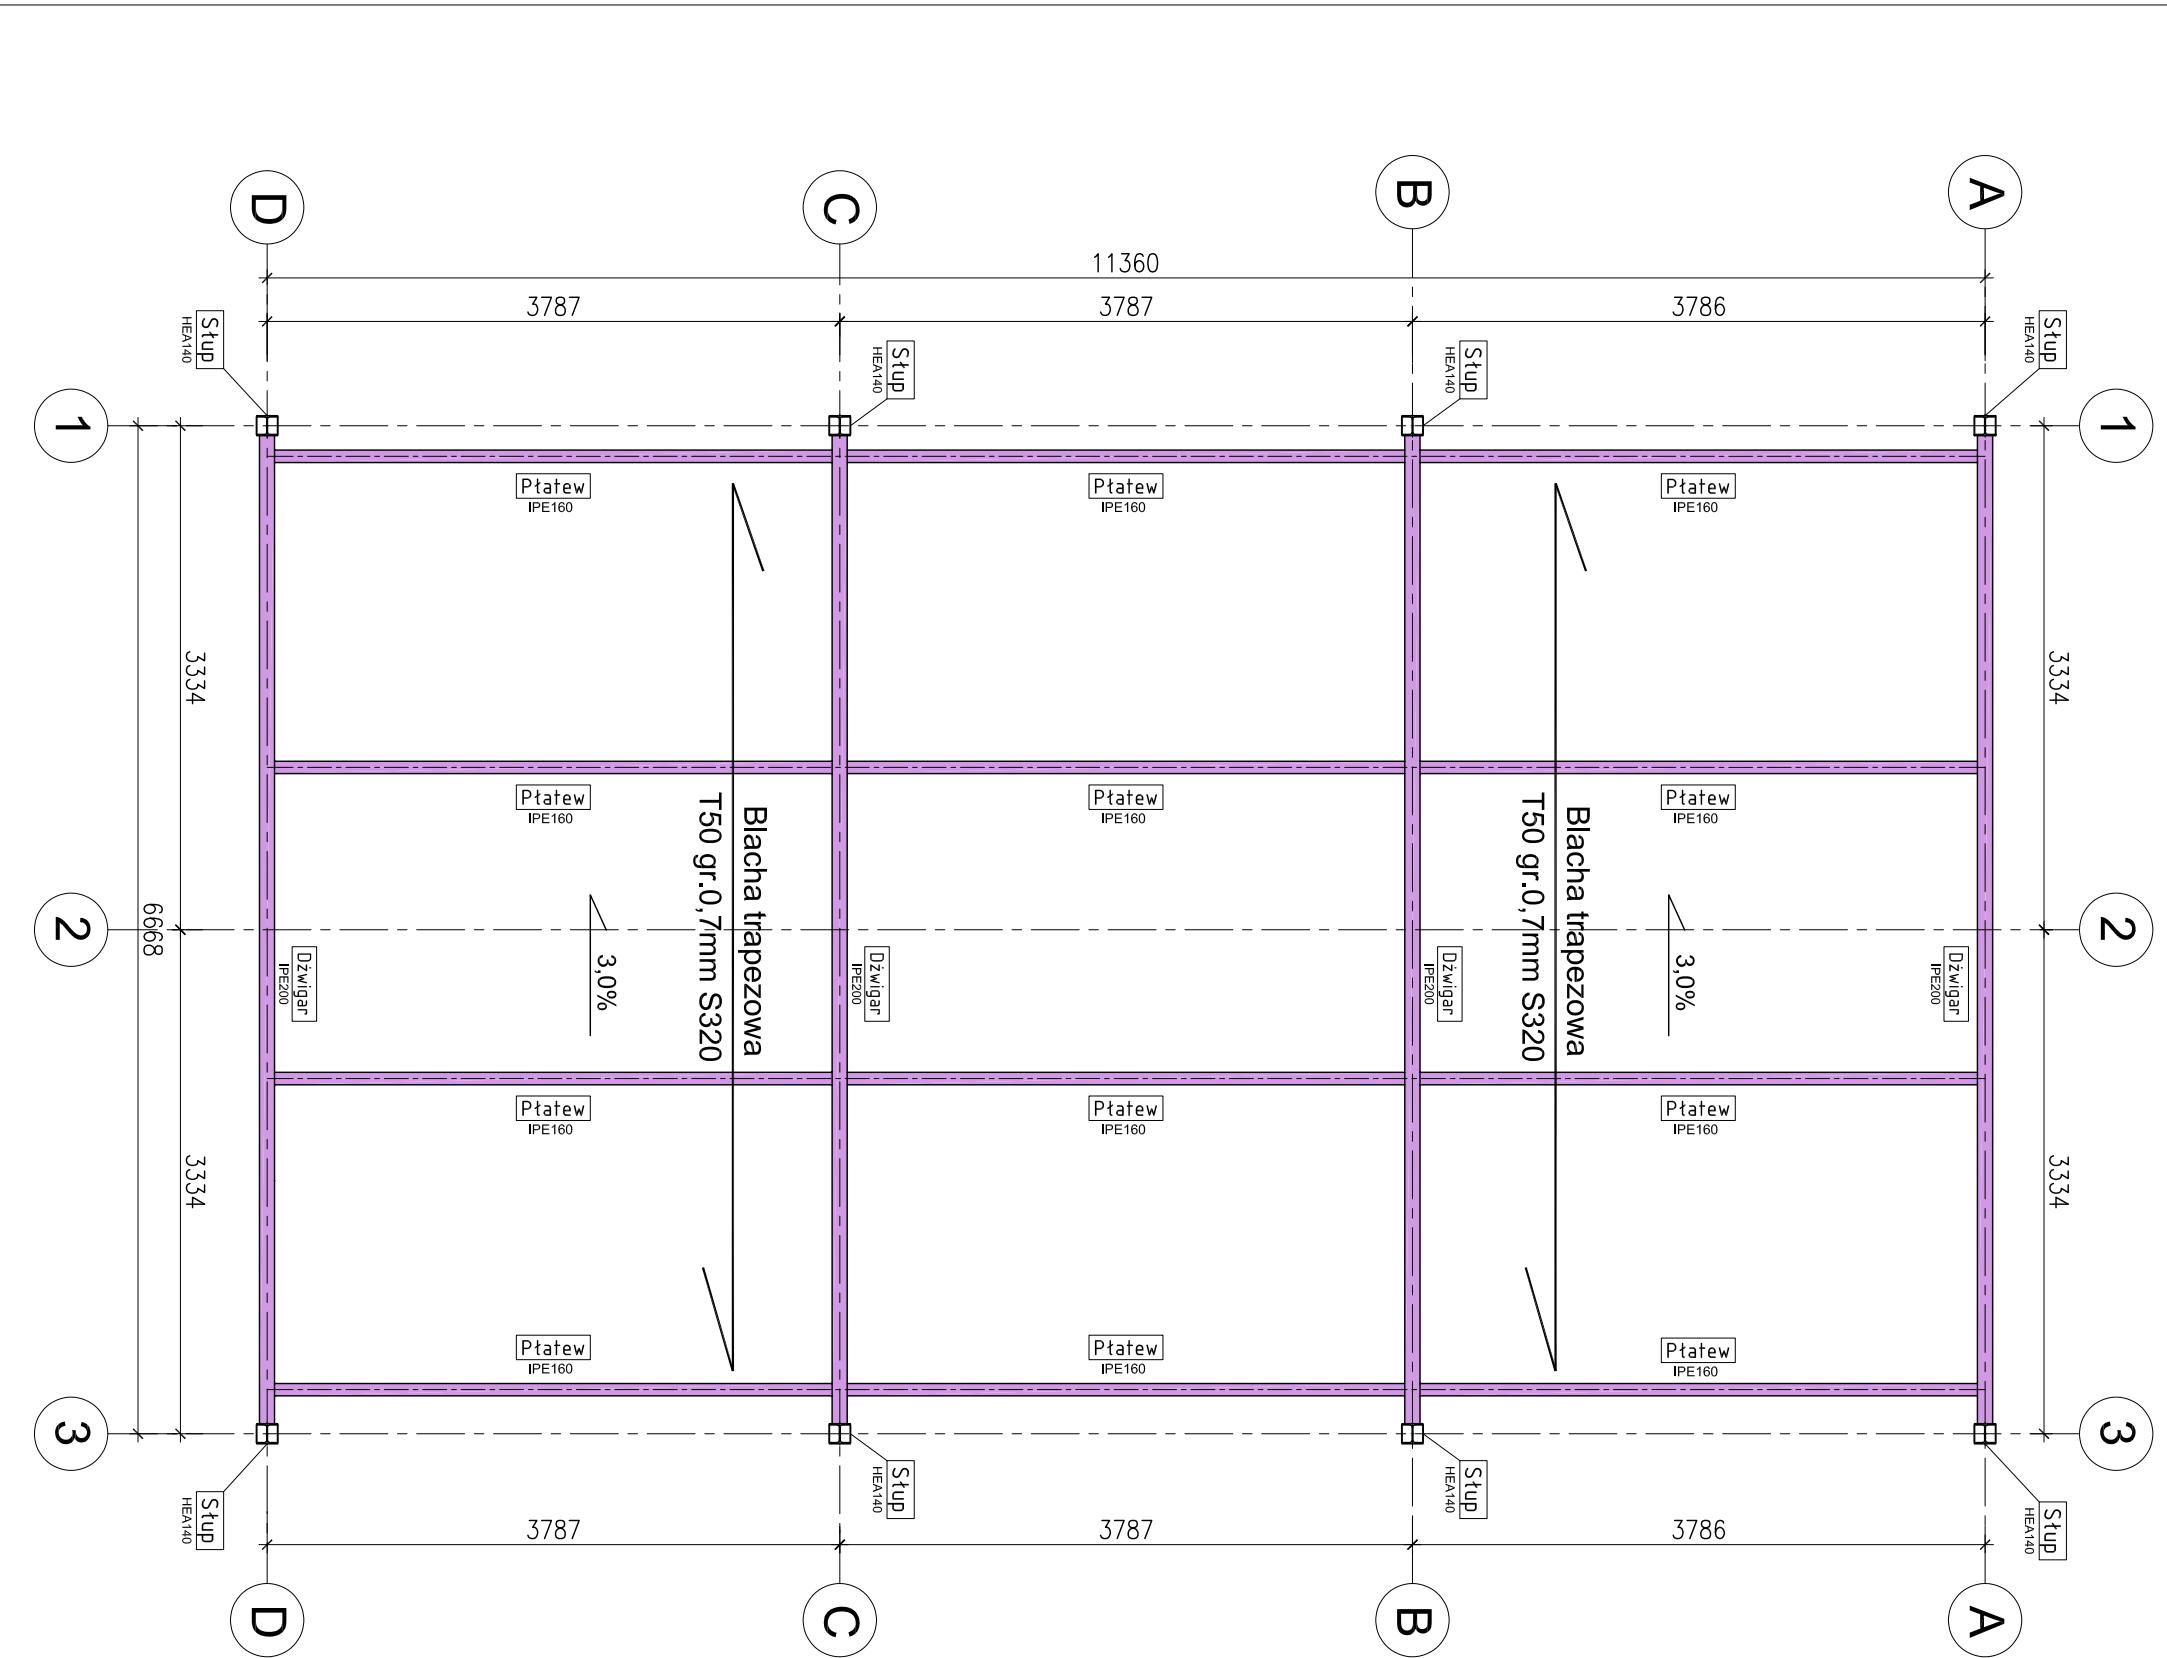 D
C
B
A
11360
3787
3787
3786
Słup
HEA140
Słup
HEA140
Słup
HEA140
Słup
HEA140
1
1
Płatew
IPE160
Płatew
IPE160
Płatew
IPE160
3334
3334
Płatew
IPE160
Płatew
IPE160
Płatew
IPE160
Blacha trapezowa
T50 gr.0,7mm S320
Blacha trapezowa
T50 gr.0,7mm S320
2
6668
2
3,0%
3,0%
Dźwigar
IPE200
Dźwigar
IPE200
Dźwigar
IPE200
Dźwigar
IPE200
Płatew
IPE160
Płatew
IPE160
Płatew
IPE160
3334
3334
Płatew
IPE160
Płatew
IPE160
Płatew
IPE160
3
3
Słup
HEA140
Słup
HEA140
Słup
HEA140
Słup
HEA140
3787
3787
3786
D
C
B
A